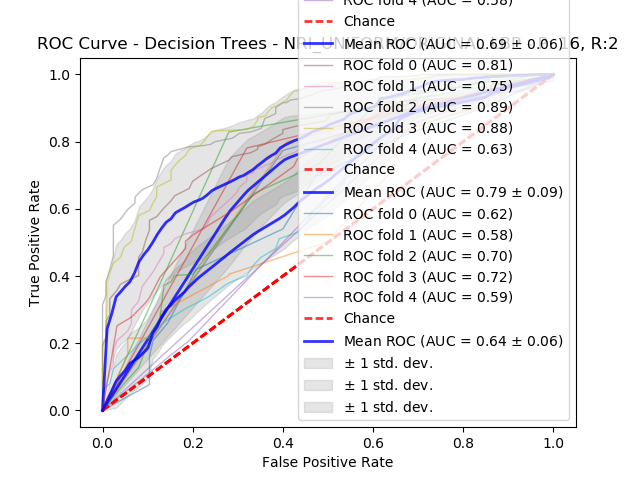 ROC fold 4 (AUC = 0.58)
Chance
ROC Curve - Decision Trees - NRI_UNIFORM 16, R:2
Mean ROC (AUC = 0.69 ± 0.06)
ROC fold 0 (AUC = 0.81)
ROC fold 1 (AUC = 0.75)
ROC fold 2 (AUC = 0.89)
ROC fold 3 (AUC = 0.88)
ROC fold 4 (AUC = 0.63)
Chance
Mean ROC (AUC = 0.79 ± 0.09)
ROC fold 0 (AUC = 0.62)
ROC fold 1 (AUC = 0.58)
ROC fold 2 (AUC = 0.70)
ROC fold 3 (AUC = 0.72)
ROC fold 4 (AUC = 0.59)
Chance
Mean ROC (AUC = 0.64 ± 0.06)
± 1 std. dev.
± 1 std. dev.
± 1 std. dev.
True Positive Rate
1.0
0.8
0.6
0.4
0.2
0.0
0.0 0.2 0.4 0.6 0.8 1.0
False Positive Rate